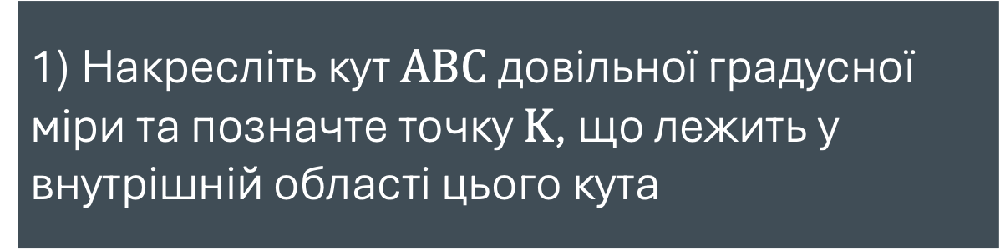 1) Накресліть кут ABC довільної градусної
міри та позначте точку K, що лежить у
внутрішній області цього кута